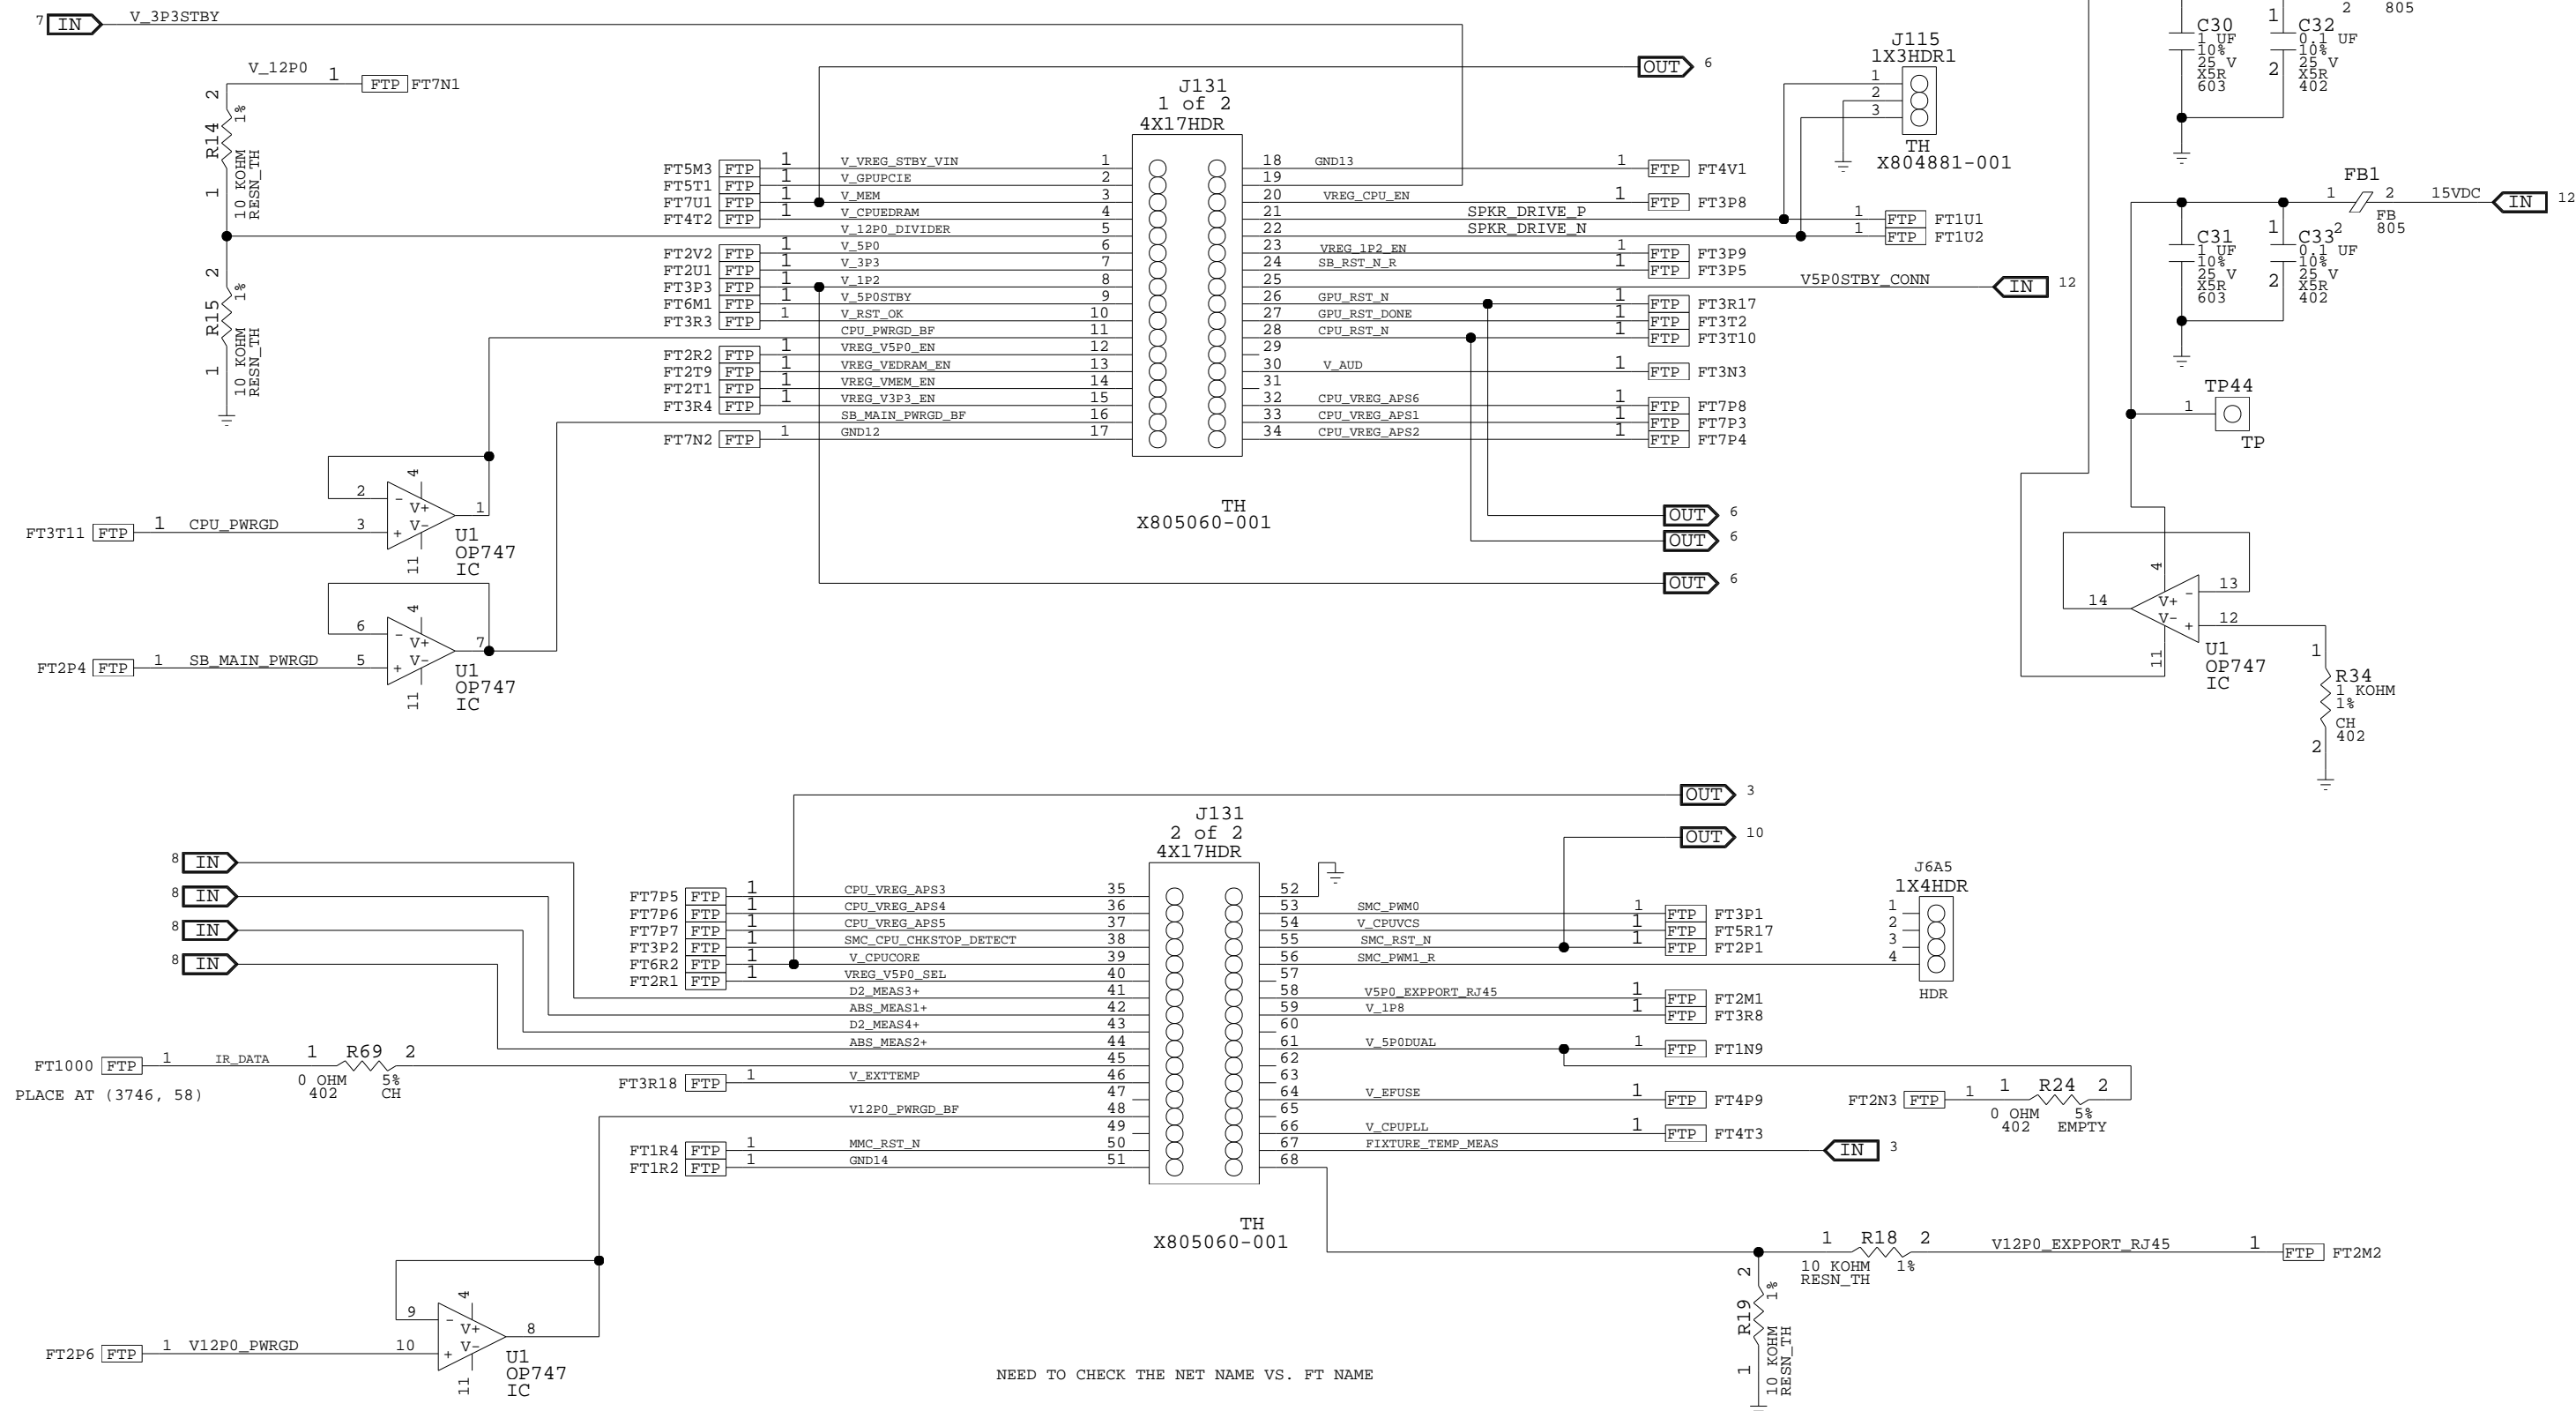 7 IN V_3P3STBY
V_12P0 1 FTP FT7N1
2 R14 1% 10 KOHM RESN_TH 1
2 R15 1% 10 KOHM RESN_TH 1
OUT 6
J131
1 of 2
4X17HDR
FT5M3 FTP 1 V_VREG_STBY_VIN 1
FT5T1 FTP 1 V_GPUPCIE 2
FT7U1 FTP 1 V_MEM 3
FT4T2 FTP 1 V_CPUEDRAM 4
V_12P0_DIVIDER 5
FT2V2 FTP 1 V_5P0 6
FT2U1 FTP 1 V_3P3 7
FT3P3 FTP 1 V_1P2 8
FT6M1 FTP 1 V_5P0STBY 9
FT3R3 FTP 1 V_RST_OK 10
CPU_PWRGD_BF 11
FT2R2 FTP 1 VREG_V5P0_EN 12
FT2T9 FTP 1 VREG_VEDRAM_EN 13
FT2T1 FTP 1 VREG_VMEM_EN 14
FT3R4 FTP 1 VREG_V3P3_EN 15
SB_MAIN_PWRGD_BF 16
FT7N2 FTP 1 GND12 17
18 GND13 1 FTP FT4V1
19
20 VREG_CPU_EN 1 FTP FT3P8
21 SPKR_DRIVE_P 1 FTP FT1U1
22 SPKR_DRIVE_N 1 FTP FT1U2
23 VREG_1P2_EN 1 FTP FT3P9
24 SB_RST_N_R 1 FTP FT3P5
25 V5P0STBY_CONN IN 12
26 GPU_RST_N 1 FTP FT3R17
27 GPU_RST_DONE 1 FTP FT3T2
28 CPU_RST_N 1 FTP FT3T10
29
30 V_AUD 1 FTP FT3N3
31
32 CPU_VREG_APS6 1 FTP FT7P8
33 CPU_VREG_APS1 1 FTP FT7P3
34 CPU_VREG_APS2 1 FTP FT7P4
TH
X805060-001
OUT 6
OUT 6
OUT 6
J115
1X3HDR1
1
2
3
TH
X804881-001
2 805
C30
1 UF
10%
25 V
X5R
603
1 C32
0.1 UF
10%
25 V
X5R
402
2
FB1
1 2 15VDC IN 12
FB
805
C31
1 UF
10%
25 V
X5R
603
1 C33 2
0.1 UF
10%
25 V
X5R
402
2
TP44
1
TP
4
14 V+ - 13
V- + 12
11
U1
OP747
IC
1
R34
1 KOHM
1%
CH
402
2
4
2 - V+ 1
FT3T11 FTP 1 CPU_PWRGD 3 + V-
11
U1
OP747
IC
4
6 - V+ 7
FT2P4 FTP 1 SB_MAIN_PWRGD 5 + V-
11
U1
OP747
IC
OUT 3
OUT 10
8 IN
8 IN
8 IN
8 IN
J131
2 of 2
4X17HDR
FT7P5 FTP 1 CPU_VREG_APS3 35
FT7P6 FTP 1 CPU_VREG_APS4 36
FT7P7 FTP 1 CPU_VREG_APS5 37
FT3P2 FTP 1 SMC_CPU_CHKSTOP_DETECT 38
FT6R2 FTP 1 V_CPUCORE 39
FT2R1 FTP 1 VREG_V5P0_SEL 40
D2_MEAS3+ 41
ABS_MEAS1+ 42
D2_MEAS4+ 43
ABS_MEAS2+ 44
FT1000 FTP 1 IR_DATA 1 R69 2 45
0 OHM 5%
402 CH
PLACE AT (3746, 58)
FT3R18 FTP 1 V_EXTTEMP 46
47
V12P0_PWRGD_BF 48
49
FT1R4 FTP 1 MMC_RST_N 50
FT1R2 FTP 1 GND14 51
52
53 SMC_PWM0 1 FTP FT3P1
54 V_CPUVCS 1 FTP FT5R17
55 SMC_RST_N 1 FTP FT2P1
56 SMC_PWM1_R
57
58 V5P0_EXPPORT_RJ45 1 FTP FT2M1
59 V_1P8 1 FTP FT3R8
60
61 V_5P0DUAL 1 FTP FT1N9
62
63
64 V_EFUSE 1 FTP FT4P9
65
66 V_CPUPLL 1 FTP FT4T3
67 FIXTURE_TEMP_MEAS IN 3
68
J6A5
1X4HDR
1
2
3
4
HDR
FT2N3 FTP 1 1 R24 2
0 OHM 5%
402 EMPTY
TH
X805060-001
1 R18 2 V12P0_EXPPORT_RJ45 1 FTP FT2M2
10 KOHM 1%
RESN_TH
2 R19 1% 10 KOHM RESN_TH 1
4
9 - V+ 8
FT2P6 FTP 1 V12P0_PWRGD 10 + V-
11
U1
OP747
IC
NEED TO CHECK THE NET NAME VS. FT NAME